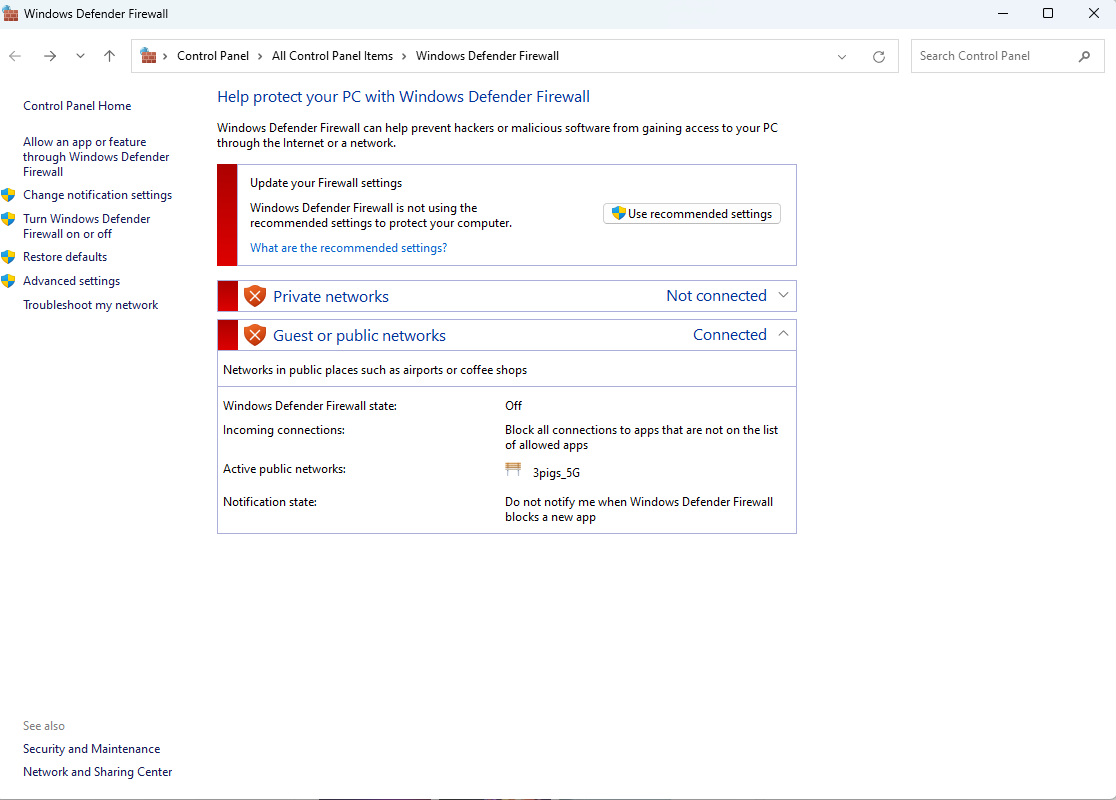 Windows Defender Firewall
Control Panel > All Control Panel Items > Windows Defender Firewall
Search Control Panel
Control Panel Home
Allow an app or feature
through Windows Defender
Firewall
Change notification settings
Turn Windows Defender
Firewall on or off
Restore defaults
Advanced settings
Troubleshoot my network
Help protect your PC with Windows Defender Firewall
Windows Defender Firewall can help prevent hackers or malicious software from gaining access to your PC
through the Internet or a network.
Update your Firewall settings
Windows Defender Firewall is not using the
recommended settings to protect your computer.
What are the recommended settings?
Use recommended settings
Private networks Not connected
Guest or public networks Connected
Networks in public places such as airports or coffee shops
Windows Defender Firewall state: Off
Incoming connections: Block all connections to apps that are not on the list
of allowed apps
Active public networks: 3pigs_5G
Notification state: Do not notify me when Windows Defender Firewall
blocks a new app
See also
Security and Maintenance
Network and Sharing Center